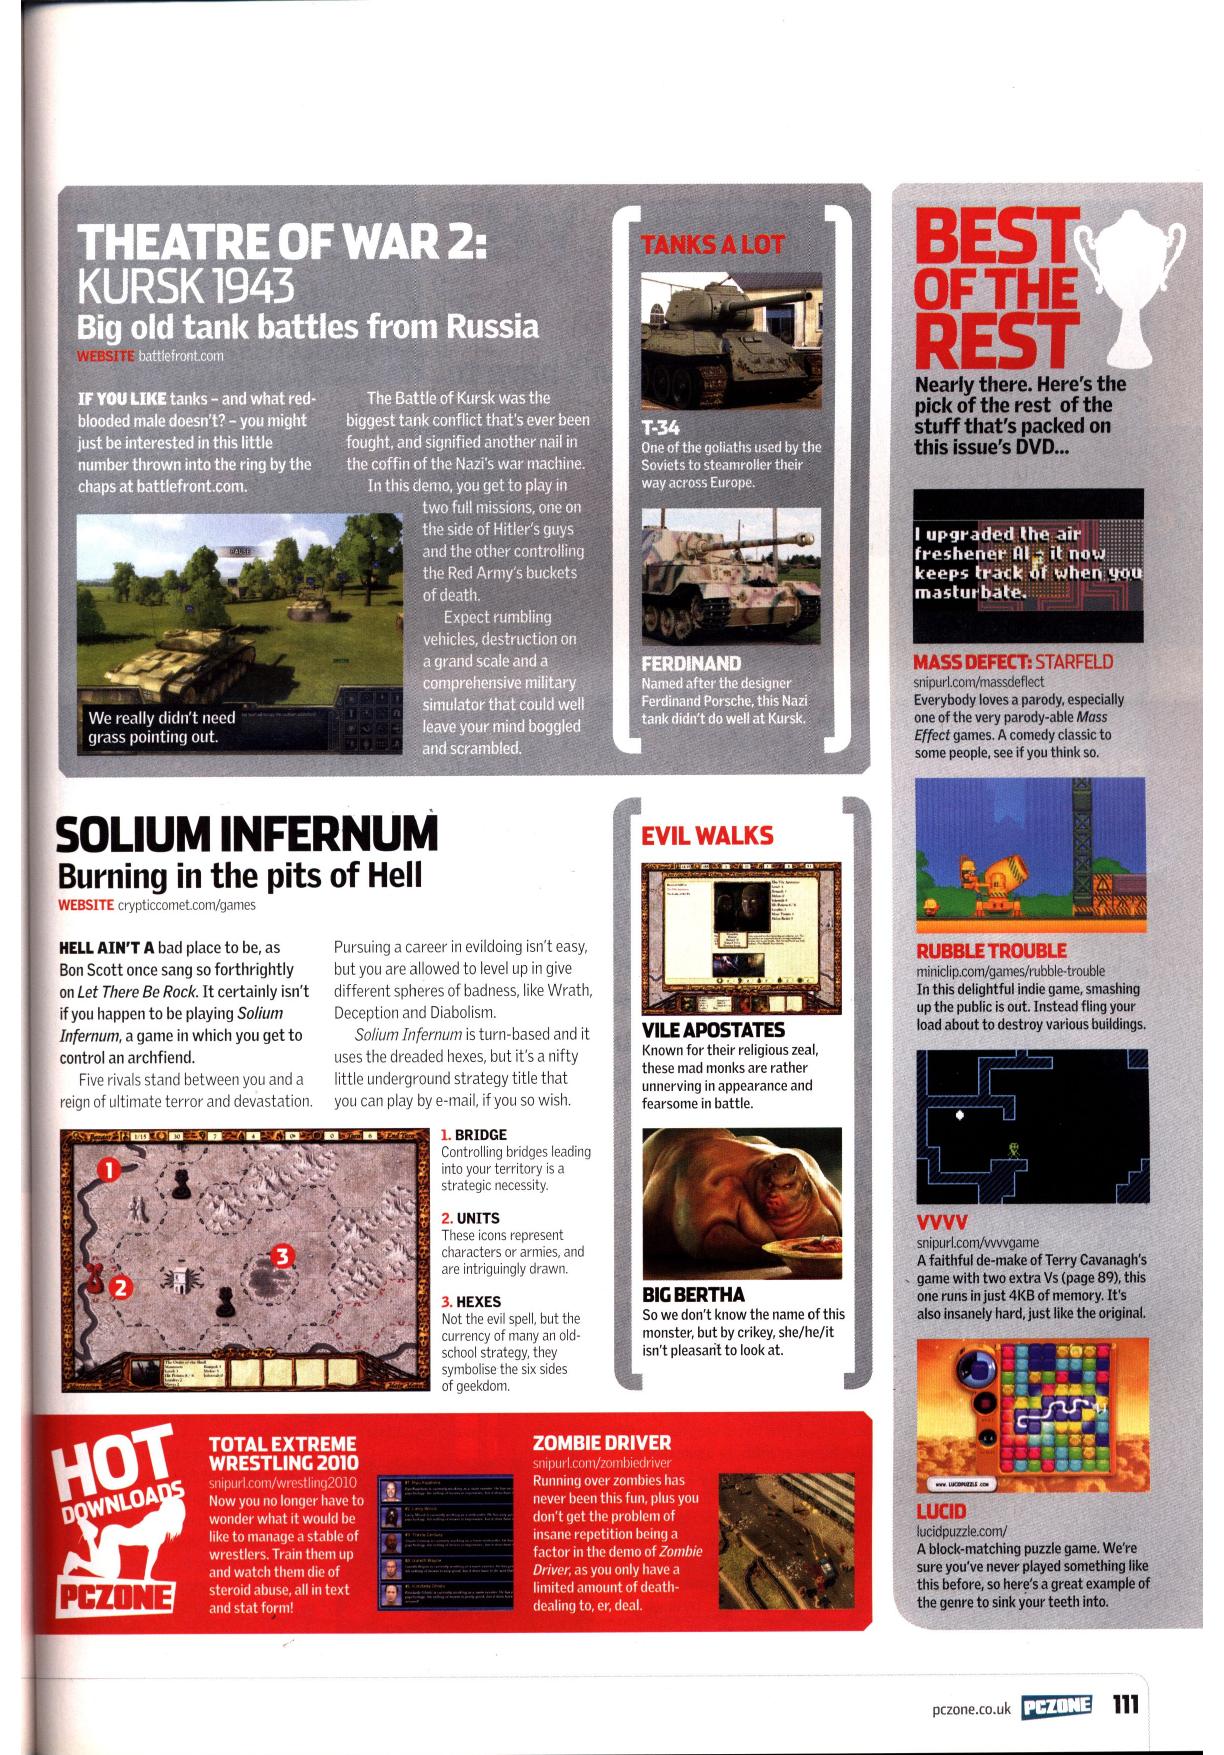 THEATRE OF WAR 2:
KURSK 1943
Big old tank battles from Russia
WEBSITE battlefront.com
IF YOU LIKE tanks – and what red-
blooded male doesn't? – you might
just be interested in this little
number thrown into the ring by the
chaps at battlefront.com.
The Battle of Kursk was the
biggest tank conflict that's ever been
fought, and signified another nail in
the coffin of the Nazi's war machine.
In this demo, you get to play in
two full missions, one on
the side of Hitler's guys
and the other controlling
the Red Army's buckets
of death.
Expect rumbling
vehicles, destruction on
a grand scale and a
comprehensive military
simulator that could well
leave your mind boggled
and scrambled.
PAUSE
We really didn't need
grass pointing out.
TANKS A LOT
T-34
One of the goliaths used by the
Soviets to steamroller their
way across Europe.
FERDINAND
Named after the designer
Ferdinand Porsche, this Nazi
tank didn't do well at Kursk.
SOLIUM INFERNUM
Burning in the pits of Hell
WEBSITE crypticcomet.com/games
HELL AIN'T A bad place to be, as
Bon Scott once sang so forthrightly
on Let There Be Rock. It certainly isn't
if you happen to be playing Solium
Infernum, a game in which you get to
control an archfiend.
Five rivals stand between you and a
reign of ultimate terror and devastation.
Pursuing a career in evildoing isn't easy,
but you are allowed to level up in give
different spheres of badness, like Wrath,
Deception and Diabolism.
Solium Infernum is turn-based and it
uses the dreaded hexes, but it's a nifty
little underground strategy title that
you can play by e-mail, if you so wish.
1
2
3
1. BRIDGE
Controlling bridges leading
into your territory is a
strategic necessity.
2. UNITS
These icons represent
characters or armies, and
are intriguingly drawn.
3. HEXES
Not the evil spell, but the
currency of many an old-
school strategy, they
symbolise the six sides
of geekdom.
EVIL WALKS
VILE APOSTATES
Known for their religious zeal,
these mad monks are rather
unnerving in appearance and
fearsome in battle.
BIG BERTHA
So we don't know the name of this
monster, but by crikey, she/he/it
isn't pleasant to look at.
HOT
DOWNLOADS
PCZONE
TOTAL EXTREME
WRESTLING 2010
snipurl.com/wrestling2010
Now you no longer have to
wonder what it would be
like to manage a stable of
wrestlers. Train them up
and watch them die of
steroid abuse, all in text
and stat form!
ZOMBIE DRIVER
snipurl.com/zombiedriver
Running over zombies has
never been this fun, plus you
don't get the problem of
insane repetition being a
factor in the demo of Zombie
Driver, as you only have a
limited amount of death-
dealing to, er, deal.
BEST
OF THE
REST
Nearly there. Here's the
pick of the rest of the
stuff that's packed on
this issue's DVD...
I upgraded the air
freshener AI - it now
keeps track of when you
masturbate.
MASS DEFECT: STARFELD
snipurl.com/massdeflect
Everybody loves a parody, especially
one of the very parody-able Mass
Effect games. A comedy classic to
some people, see if you think so.
RUBBLE TROUBLE
miniclip.com/games/rubble-trouble
In this delightful indie game, smashing
up the public is out. Instead fling your
load about to destroy various buildings.
VVVV
snipurl.com/vvvvgame
A faithful de-make of Terry Cavanagh's
game with two extra Vs (page 89), this
one runs in just 4KB of memory. It's
also insanely hard, just like the original.
WWW.LUCIDPUZZLE.COM
LUCID
lucidpuzzle.com/
A block-matching puzzle game. We're
sure you've never played something like
this before, so here's a great example of
the genre to sink your teeth into.
pczone.co.uk PCZONE 111